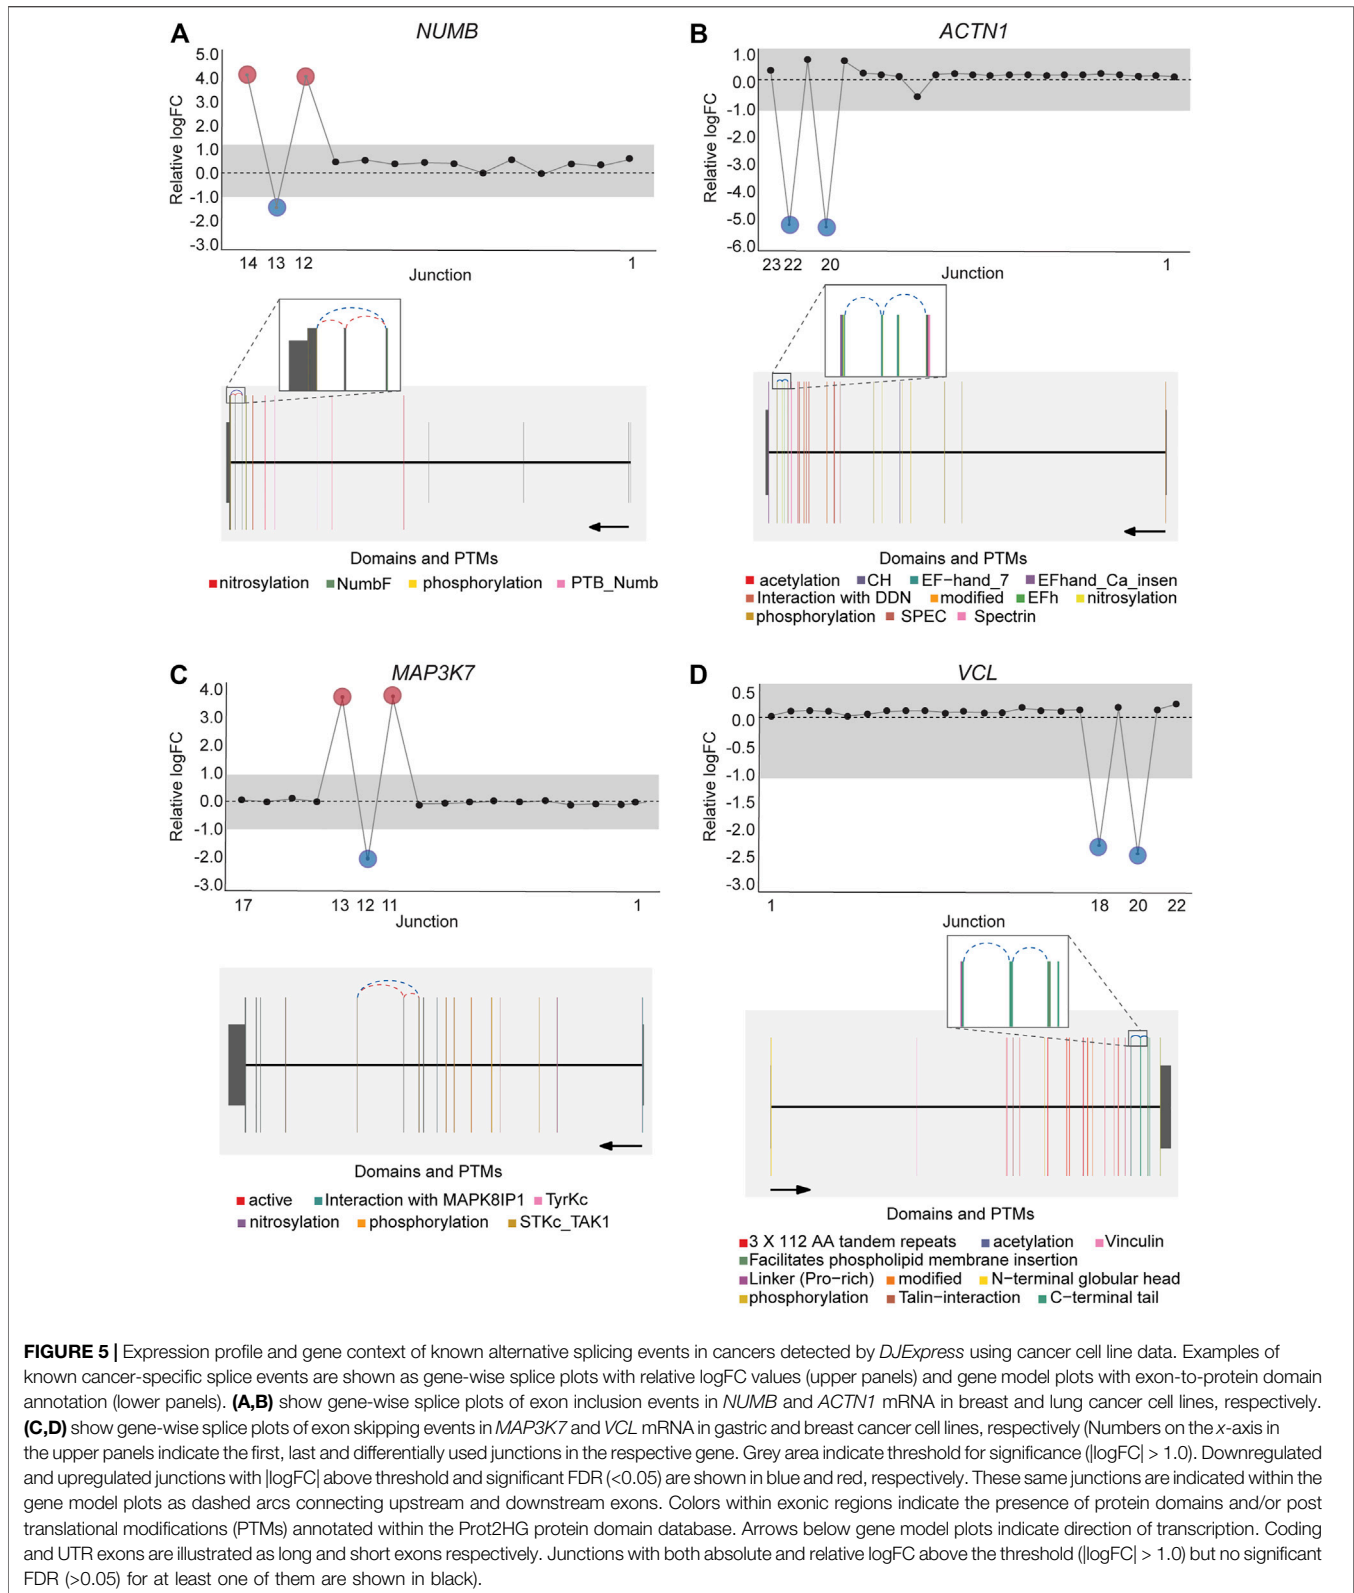 A
NUMB
5.0
4.0
3.0
2.0
1.0
0.0
-1.0
-2.0
-3.0
Relative logFC
14 13 12 1
Junction
Domains and PTMs
nitrosylation NumbF phosphorylation PTB_Numb
B
ACTN1
1.0
0.0
-1.0
-2.0
-3.0
-4.0
-5.0
-6.0
Relative logFC
23 22 20 1
Junction
Domains and PTMs
acetylation CH EF−hand_7 EFhand_Ca_insen
Interaction with DDN modified EFh nitrosylation
phosphorylation SPEC Spectrin
C
MAP3K7
4.0
3.0
2.0
1.0
0.0
-1.0
-2.0
-3.0
Relative logFC
17 13 12 11 1
Junction
Domains and PTMs
active Interaction with MAPK8IP1 TyrKc
nitrosylation phosphorylation STKc_TAK1
D
VCL
0.5
0.0
-0.5
-1.0
-1.5
-2.0
-2.5
-3.0
Relative logFC
1 18 20 22
Junction
Domains and PTMs
3 X 112 AA tandem repeats acetylation Vinculin
Facilitates phospholipid membrane insertion
Linker (Pro−rich) modified N−terminal globular head
phosphorylation Talin−interaction C−terminal tail
FIGURE 5 | Expression profile and gene context of known alternative splicing events in cancers detected by DJExpress using cancer cell line data. Examples of
known cancer-specific splice events are shown as gene-wise splice plots with relative logFC values (upper panels) and gene model plots with exon-to-protein domain
annotation (lower panels). (A,B) show gene-wise splice plots of exon inclusion events in NUMB and ACTN1 mRNA in breast and lung cancer cell lines, respectively.
(C,D) show gene-wise splice plots of exon skipping events in MAP3K7 and VCL mRNA in gastric and breast cancer cell lines, respectively (Numbers on the x-axis in
the upper panels indicate the first, last and differentially used junctions in the respective gene. Grey area indicate threshold for significance (|logFC| > 1.0). Downregulated
and upregulated junctions with |logFC| above threshold and significant FDR (<0.05) are shown in blue and red, respectively. These same junctions are indicated within the
gene model plots as dashed arcs connecting upstream and downstream exons. Colors within exonic regions indicate the presence of protein domains and/or post
translational modifications (PTMs) annotated within the Prot2HG protein domain database. Arrows below gene model plots indicate direction of transcription. Coding
and UTR exons are illustrated as long and short exons respectively. Junctions with both absolute and relative logFC above the threshold (|logFC| > 1.0) but no significant
FDR (>0.05) for at least one of them are shown in black).